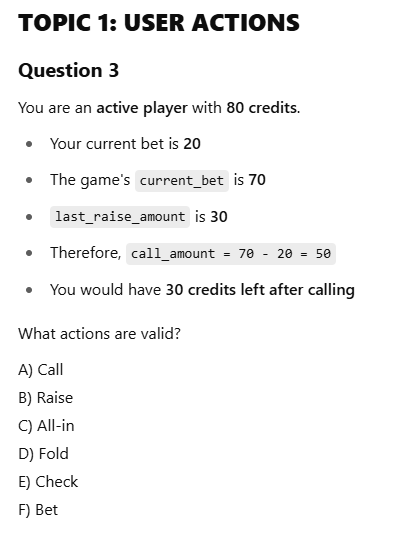 TOPIC 1: USER ACTIONS
Question 3
You are an active player with 80 credits.
• Your current bet is 20
• The game's current_bet is 70
• last_raise_amount is 30
• Therefore, call_amount = 70 - 20 = 50
• You would have 30 credits left after calling
What actions are valid?
A) Call
B) Raise
C) All-in
D) Fold
E) Check
F) Bet